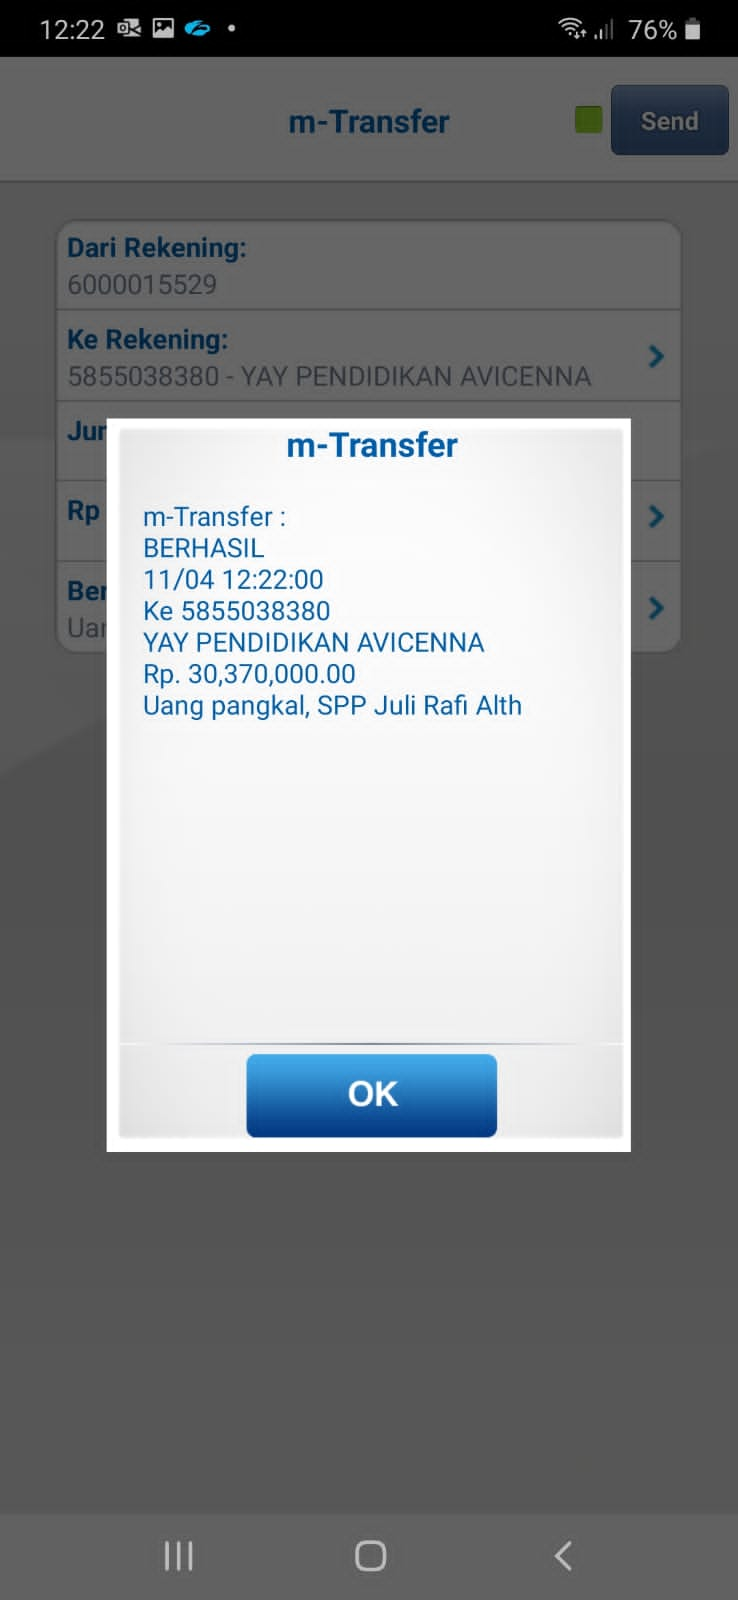 12:22
76%
m-Transfer
Send
Dari Rekening:
6000015529
Ke Rekening:
5855038380 - YAY PENDIDIKAN AVICENNA
Jur
Rp
Ber
Uar
m-Transfer
m-Transfer :
BERHASIL
11/04 12:22:00
Ke 5855038380
YAY PENDIDIKAN AVICENNA
Rp. 30,370,000.00
Uang pangkal, SPP Juli Rafi Alth
OK